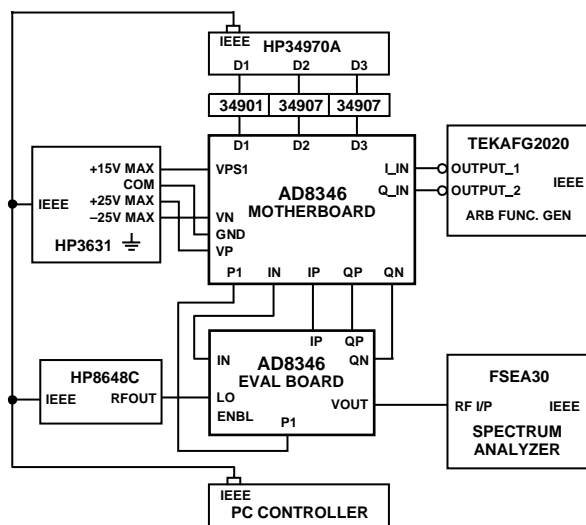 IEEE
HP34970A
D1 D2 D3
34901 34907 34907
D1 D2 D3
+15V MAX
COM
+25V MAX
–25V MAX
IEEE
HP3631
VPS1
VN
GND
VP
AD8346
MOTHERBOARD
I_IN
Q_IN
P1 IN IP QP QN
TEKAFG2020
OUTPUT_1
IEEE
OUTPUT_2
ARB FUNC. GEN
IP QP
IN
QN
AD8346
EVAL BOARD
LO
ENBL
VOUT
P1
HP8648C
IEEE RFOUT
FSEA30
RF I/P IEEE
SPECTRUM
ANALYZER
IEEE
PC CONTROLLER